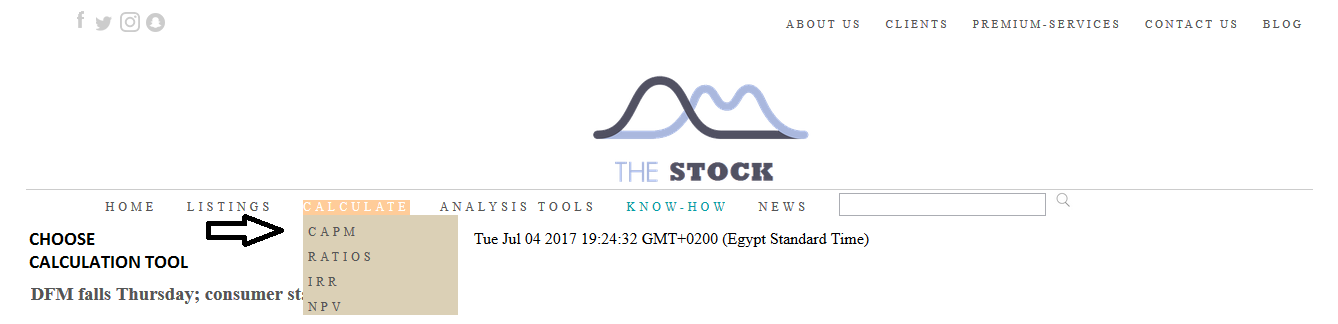 ABOUT US CLIENTS PREMIUM-SERVICES CONTACT US BLOG
THE STOCK
HOME LISTINGS CALCULATE ANALYSIS TOOLS KNOW-HOW NEWS
CHOOSE
CALCULATION TOOL
CAPM
RATIOS
IRR
NPV
Tue Jul 04 2017 19:24:32 GMT+0200 (Egypt Standard Time)
DFM falls Thursday; consumer